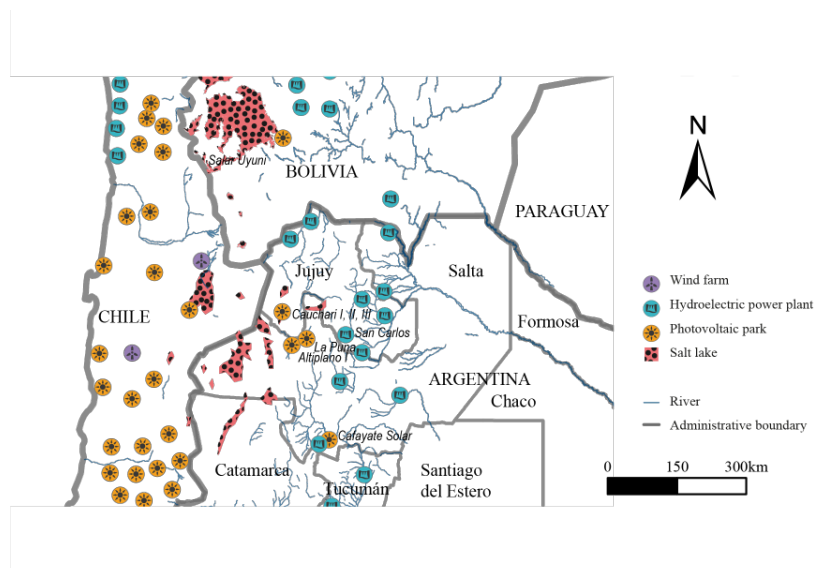 Salar Uyuni
BOLIVIA
PARAGUAY
Jujuy
Salta
Cauchari I, II, III
CHILE
San Carlos
Formosa
La Puna
Altiplano I
ARGENTINA
Chaco
Cafayate Solar
Catamarca
Santiago
del Estero
Tucumán
N
Wind farm
Hydroelectric power plant
Photovoltaic park
Salt lake
River
Administrative boundary
0 150 300km